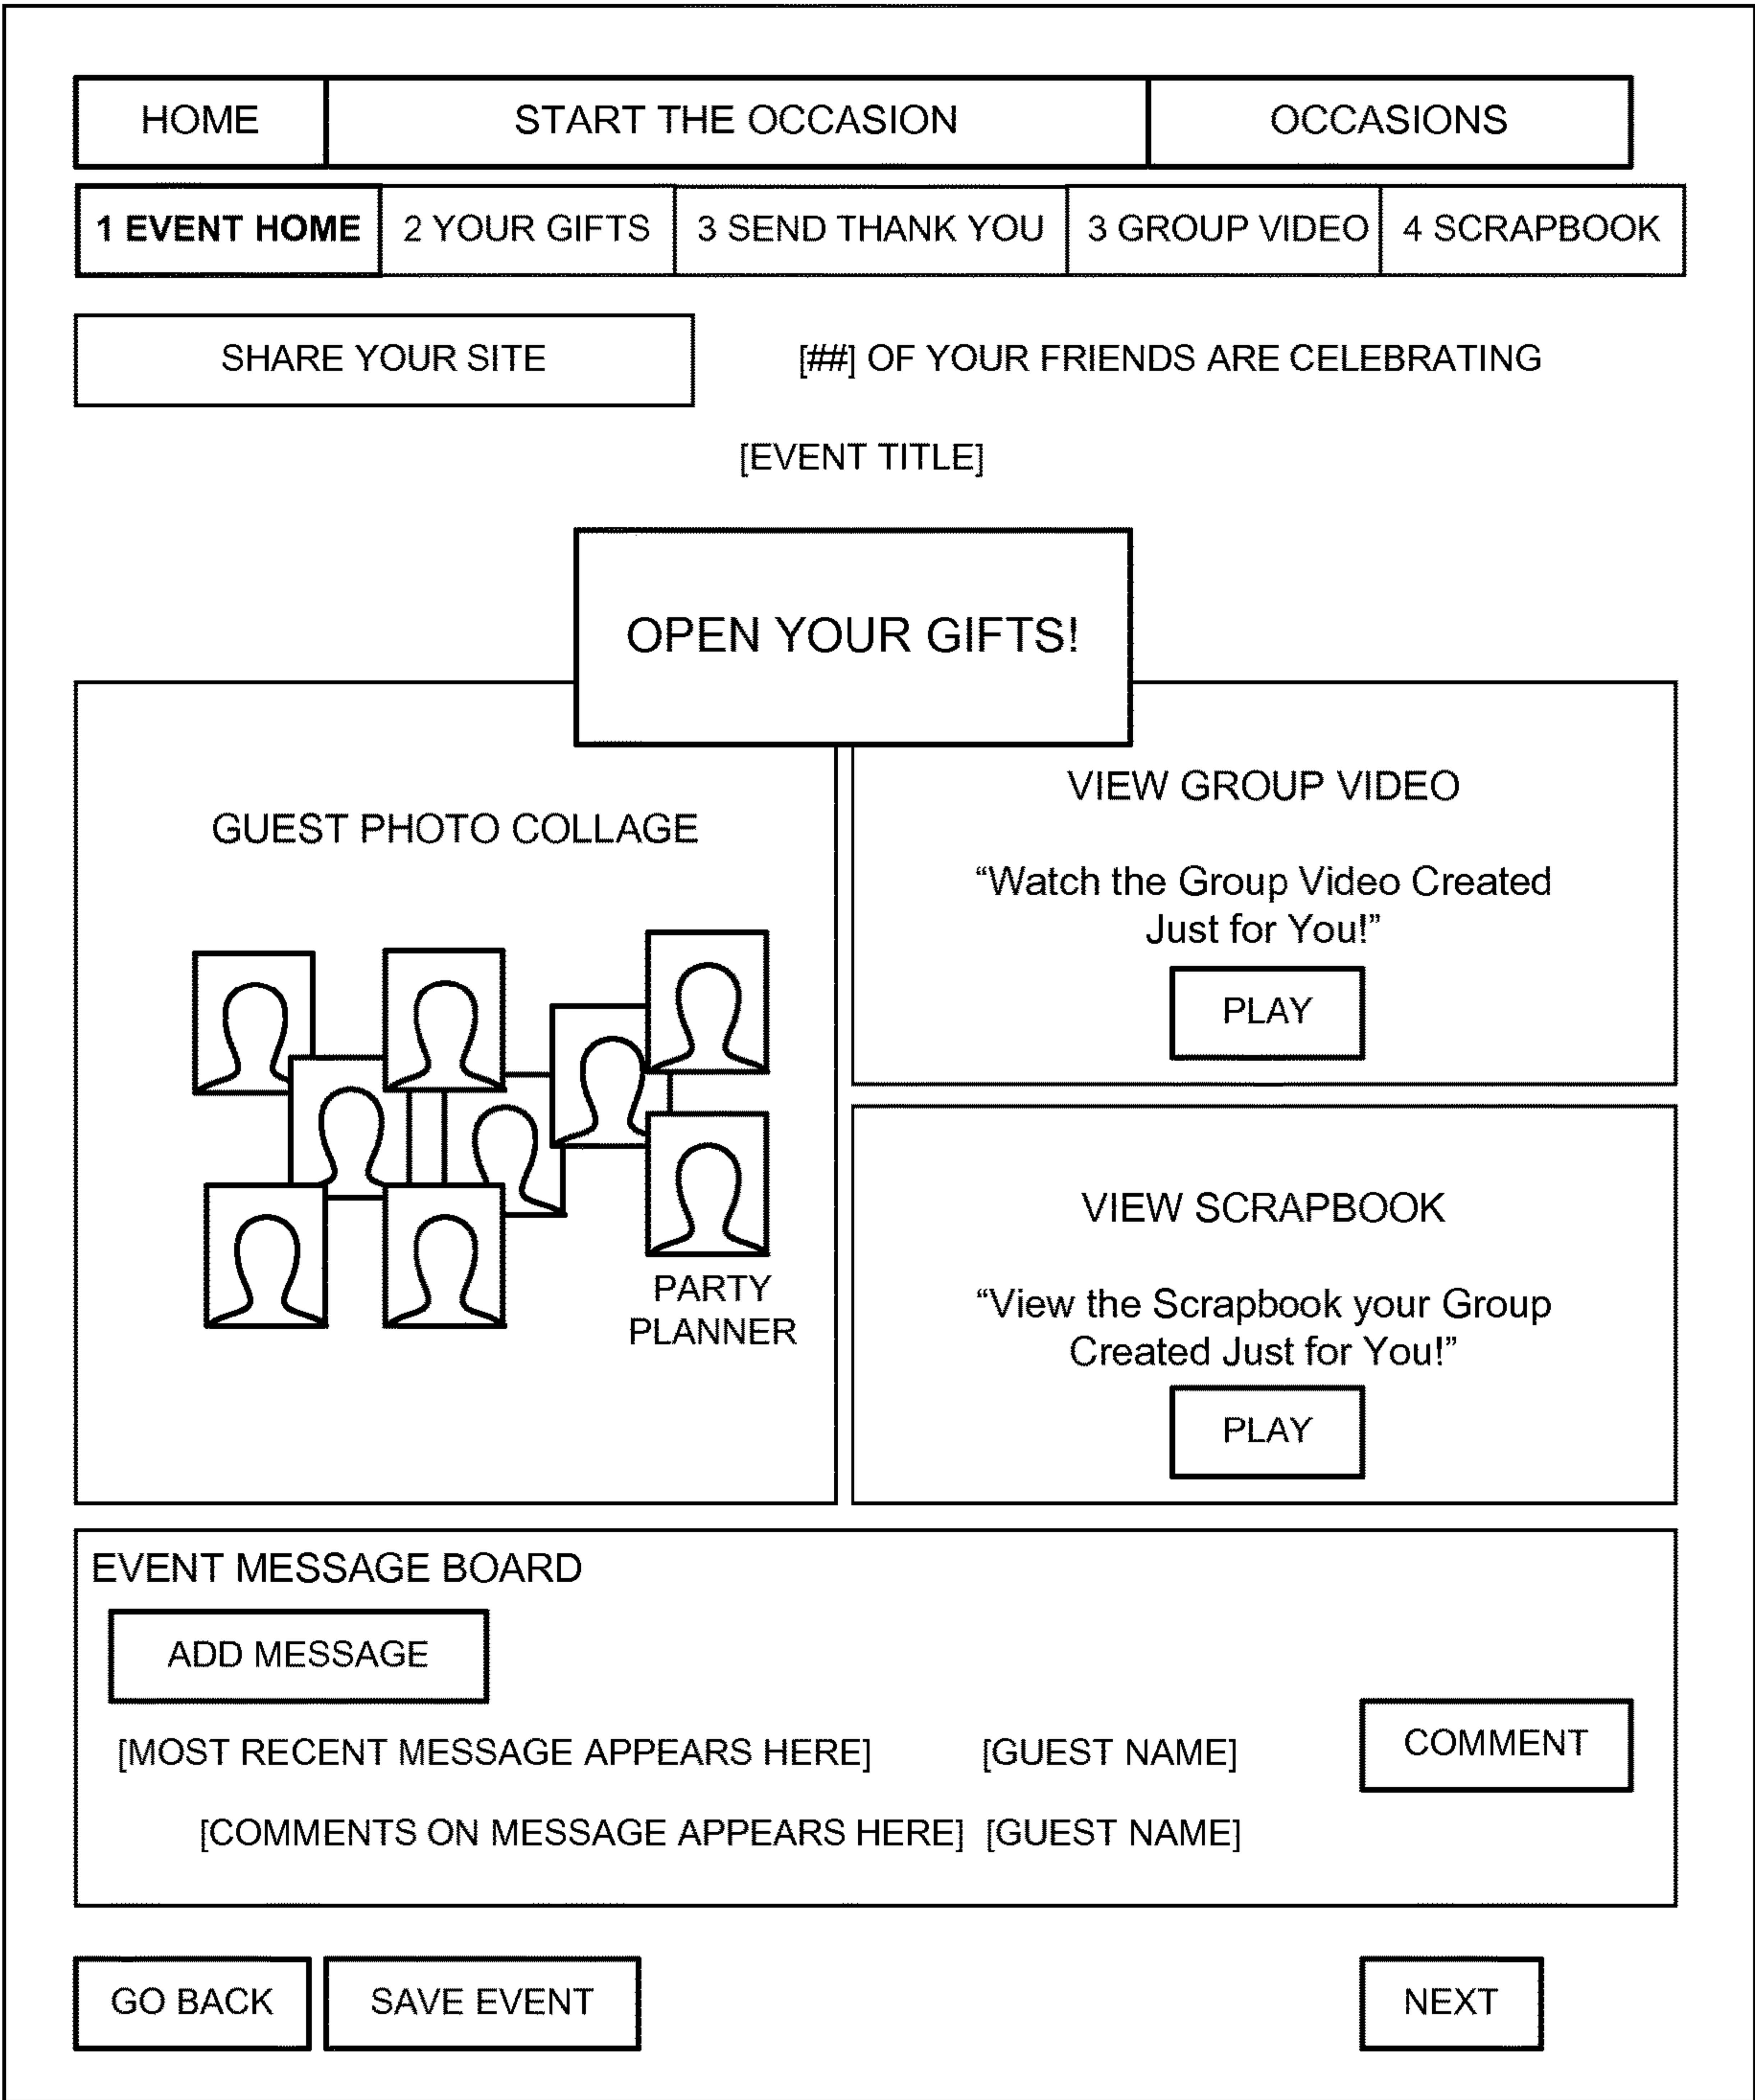 HOME START THE OCCASION OCCASIONS
1 EVENT HOME 2 YOUR GIFTS 3 SEND THANK YOU 3 GROUP VIDEO 4 SCRAPBOOK
SHARE YOUR SITE [##] OF YOUR FRIENDS ARE CELEBRATING
[EVENT TITLE]
OPEN YOUR GIFTS!
GUEST PHOTO COLLAGE
PARTY
PLANNER
VIEW GROUP VIDEO
“Watch the Group Video Created
Just for You!”
PLAY
VIEW SCRAPBOOK
“View the Scrapbook your Group
Created Just for You!”
PLAY
EVENT MESSAGE BOARD
ADD MESSAGE
[MOST RECENT MESSAGE APPEARS HERE] [GUEST NAME] COMMENT
[COMMENTS ON MESSAGE APPEARS HERE] [GUEST NAME]
GO BACK SAVE EVENT NEXT